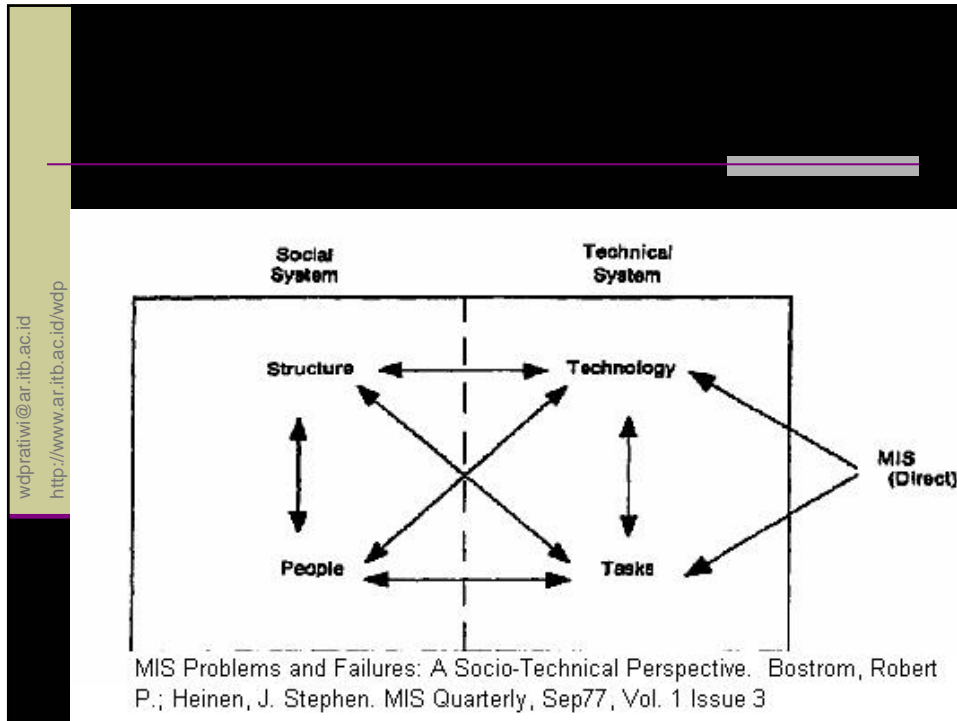 wdpratiwi@ar.itb.ac.id
http://www.ar.itb.ac.id/wdp
Social
System
Technical
System
Structure
Technology
MIS
(Direct)
People
Tasks
MIS Problems and Failures: A Socio-Technical Perspective. Bostrom, Robert
P.; Heinen, J. Stephen. MIS Quarterly, Sep77, Vol. 1 Issue 3